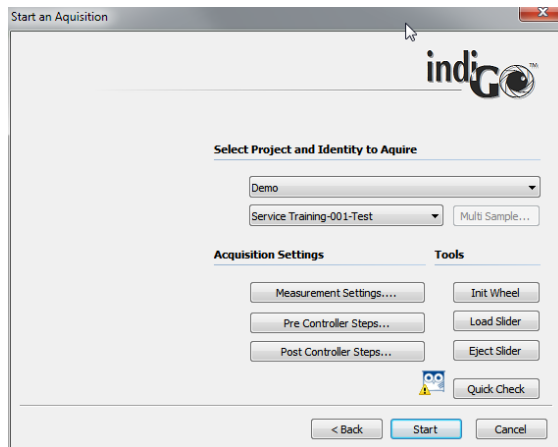 Start an Aquisition
indiGO™
Select Project and Identity to Aquire
Demo
Service Training-001-Test
Multi Sample...
Acquisition Settings
Tools
Measurement Settings....
Init Wheel
Pre Controller Steps...
Load Slider
Post Controller Steps...
Eject Slider
Quick Check
< Back
Start
Cancel